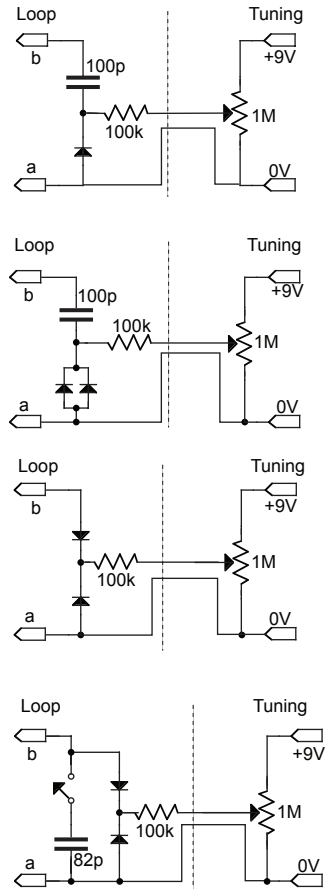 Loop Tuning
b +9V
100p
100k 1M
a 0V
Loop Tuning
b +9V
100p
100k 1M
a 0V
Loop Tuning
b +9V
100k 1M
a 0V
Loop Tuning
b +9V
100k 1M
82p
a 0V